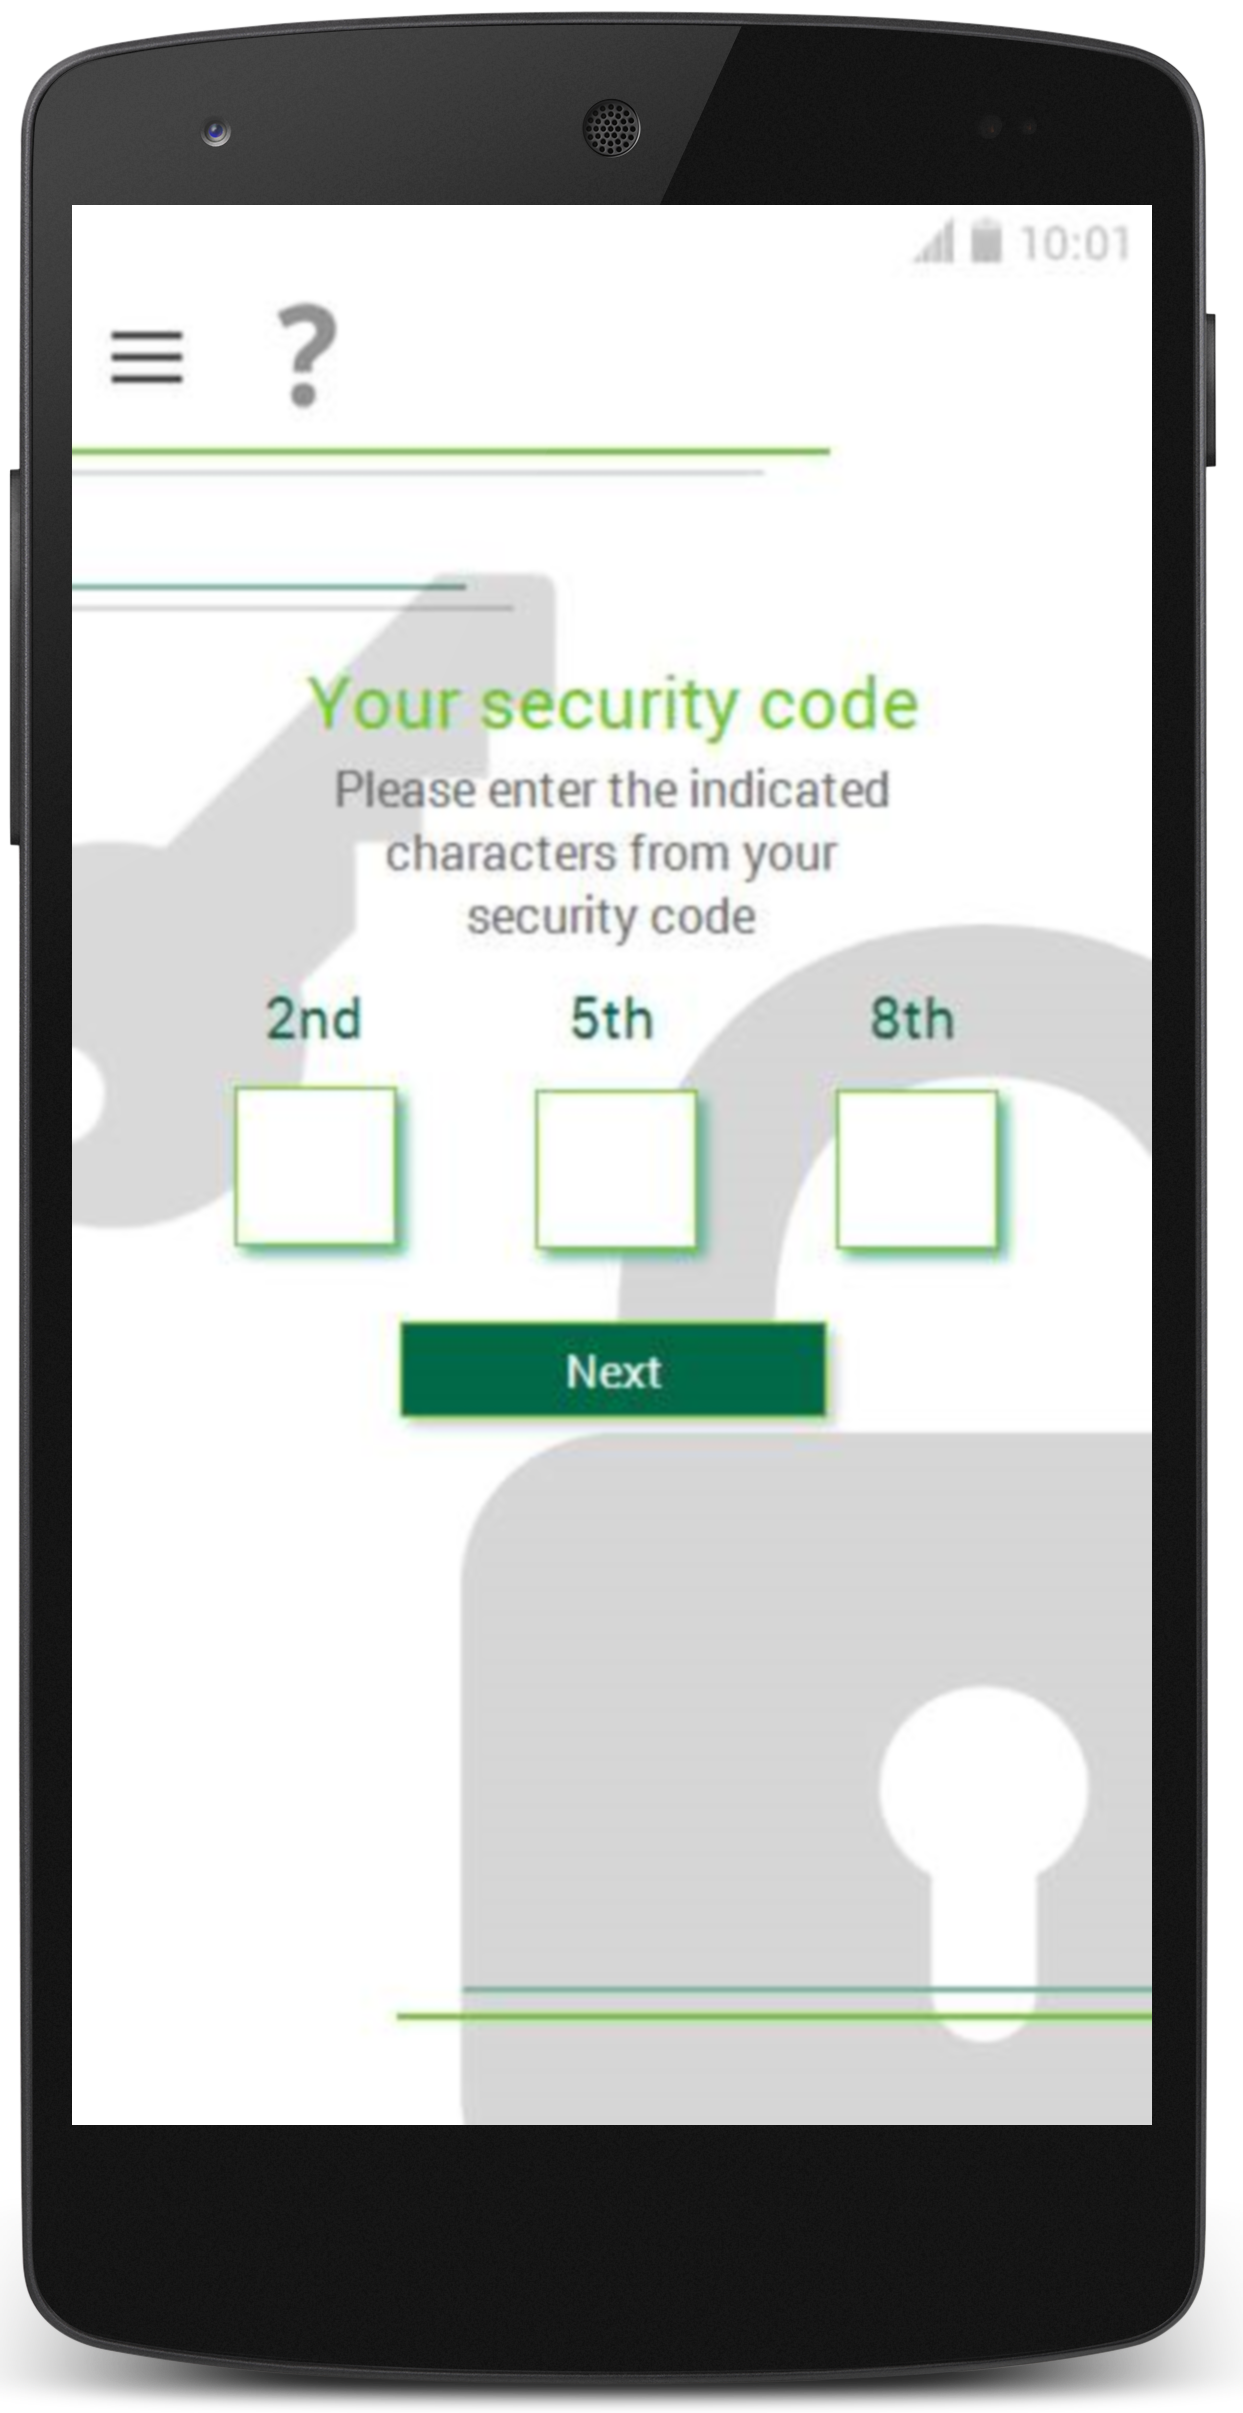 10:01
?
Your security code
Please enter the indicated
characters from your
security code
2nd 5th 8th
Next